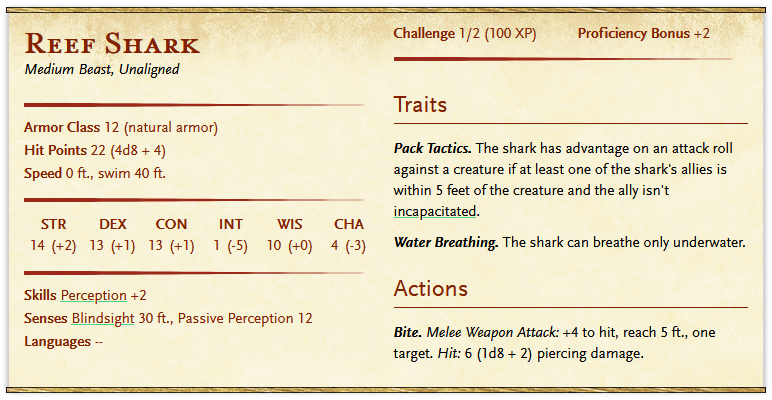 Reef Shark
Medium Beast, Unaligned
Armor Class 12 (natural armor)
Hit Points 22 (4d8 + 4)
Speed 0 ft., swim 40 ft.
STR DEX CON INT WIS CHA
14 (+2) 13 (+1) 13 (+1) 1 (-5) 10 (+0) 4 (-3)
Skills Perception +2
Senses Blindsight 30 ft., Passive Perception 12
Languages --
Challenge 1/2 (100 XP) Proficiency Bonus +2
Traits
Pack Tactics. The shark has advantage on an attack roll
against a creature if at least one of the shark's allies is
within 5 feet of the creature and the ally isn't
incapacitated.
Water Breathing. The shark can breathe only underwater.
Actions
Bite. Melee Weapon Attack: +4 to hit, reach 5 ft., one
target. Hit: 6 (1d8 + 2) piercing damage.